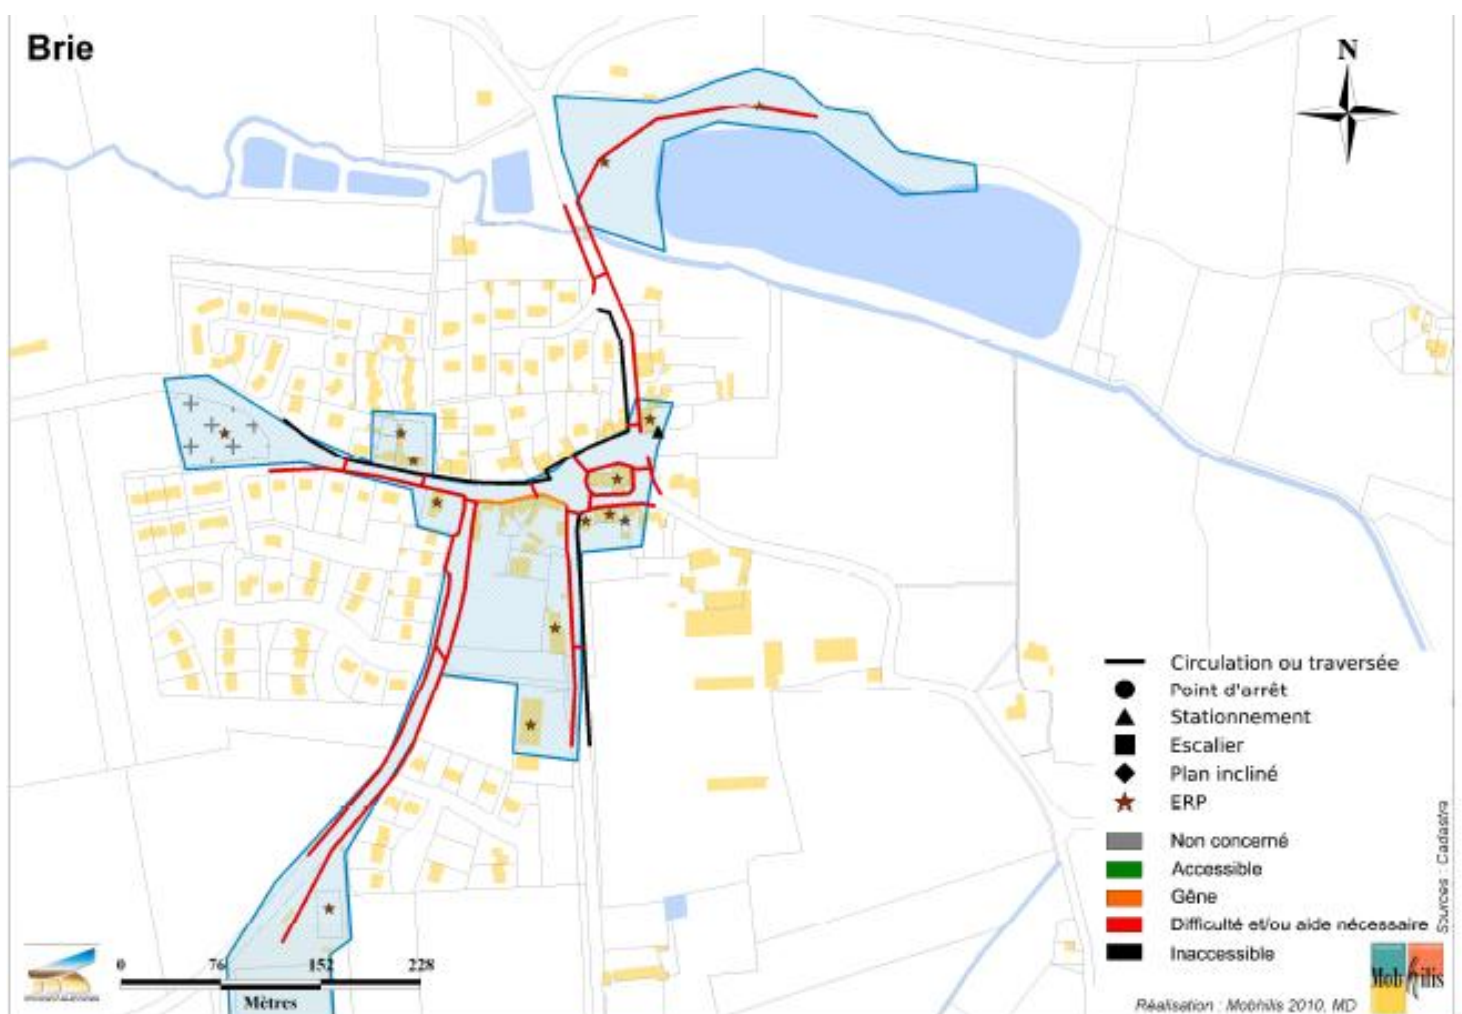 Brie
N
Circulation ou traversée
Point d'arrêt
Stationnement
Escalier
Plan incliné
ERP
Non concerné
Accessible
Gêne
Difficulté et/ou aide nécessaire
Inaccessible
Sources : Cadastre
0 76 152 228
Mètres
Mobhilis
Réalisation : Mobhilis 2010, MD